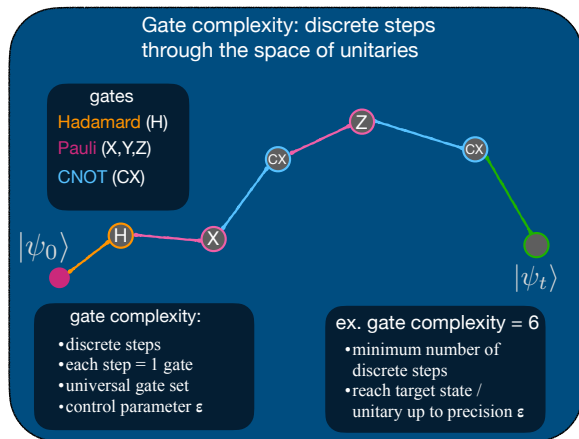 Gate complexity: discrete steps
through the space of unitaries
gates
Hadamard (H)
Pauli (X,Y,Z)
CNOT (CX)
Z
CX
CX
H
X
|ψ₀⟩
|ψₜ⟩
gate complexity:
•discrete steps
•each step = 1 gate
•universal gate set
•control parameter ε
ex. gate complexity = 6
•minimum number of
discrete steps
•reach target state /
unitary up to precision ε